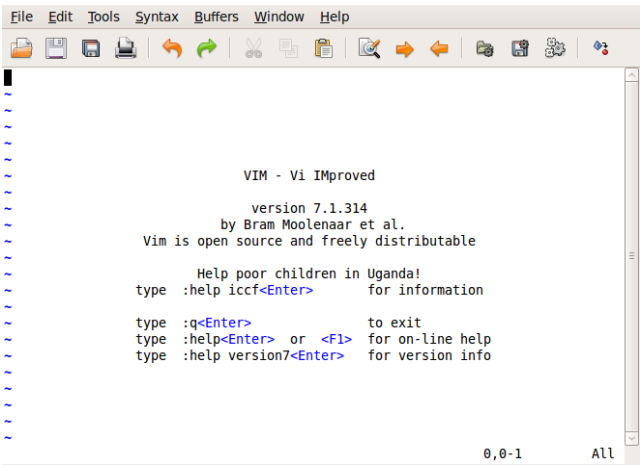 File Edit Tools Syntax Buffers Window Help
~
~
~
~
~
~
VIM - Vi IMproved
~
~
version 7.1.314
~
by Bram Moolenaar et al.
~
Vim is open source and freely distributable
~
~
Help poor children in Uganda!
~
type :help iccf<Enter> for information
~
~
type :q<Enter> to exit
~
type :help<Enter> or <F1> for on-line help
~
type :help version7<Enter> for version info
~
~
~
~
~
0,0-1 All